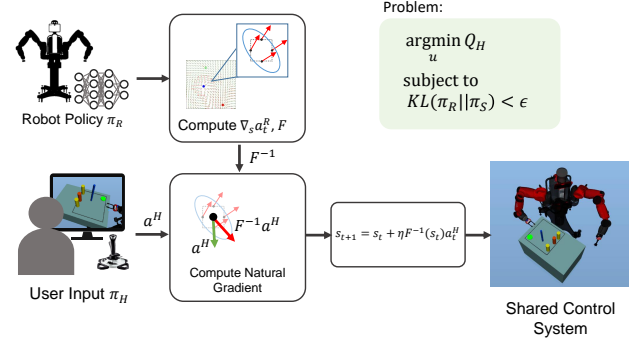 Problem:
argmin Q_H
u
subject to
KL(π_R||π_S) < ϵ
Robot Policy π_R
Compute ∇_s a_t^R, F
F^{-1}
a^H
F^{-1}a^H
a^H
Compute Natural
Gradient
s_{t+1} = s_t + ηF^{-1}(s_t)a_t^H
User Input π_H
Shared Control
System